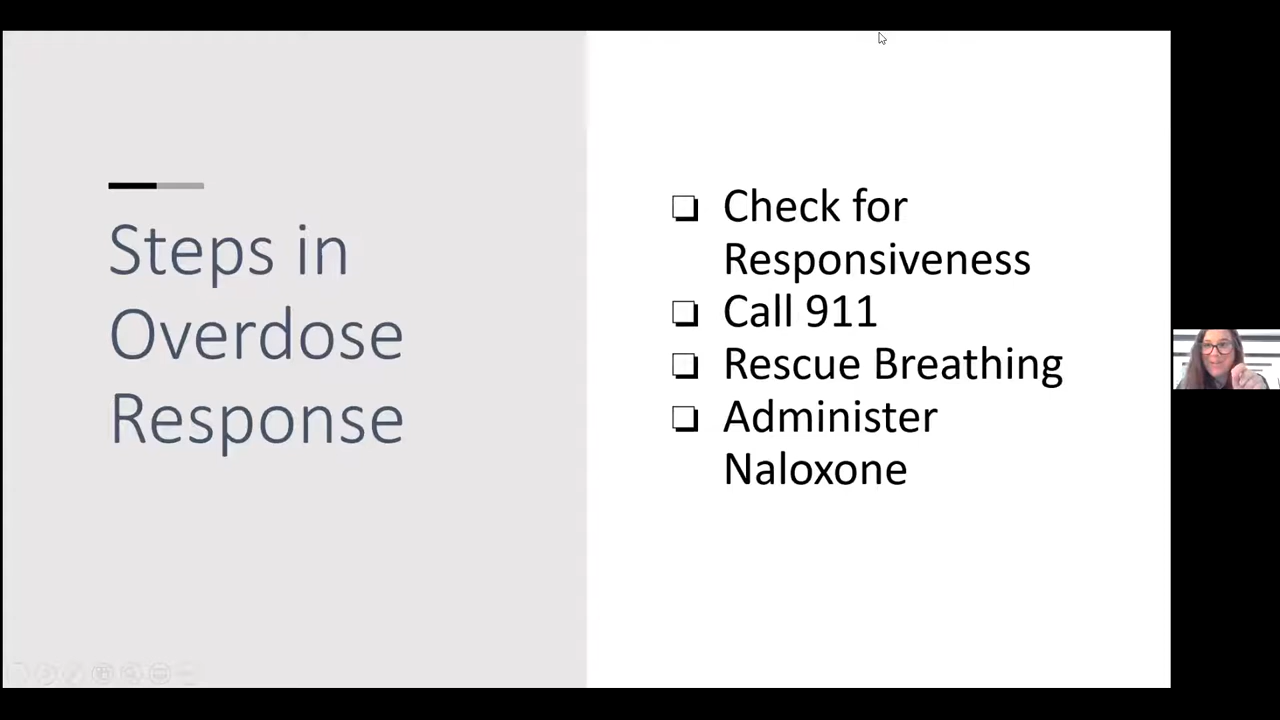 Steps in
Overdose
Response
Check for
Responsiveness
Call 911
Rescue Breathing
Administer
Naloxone